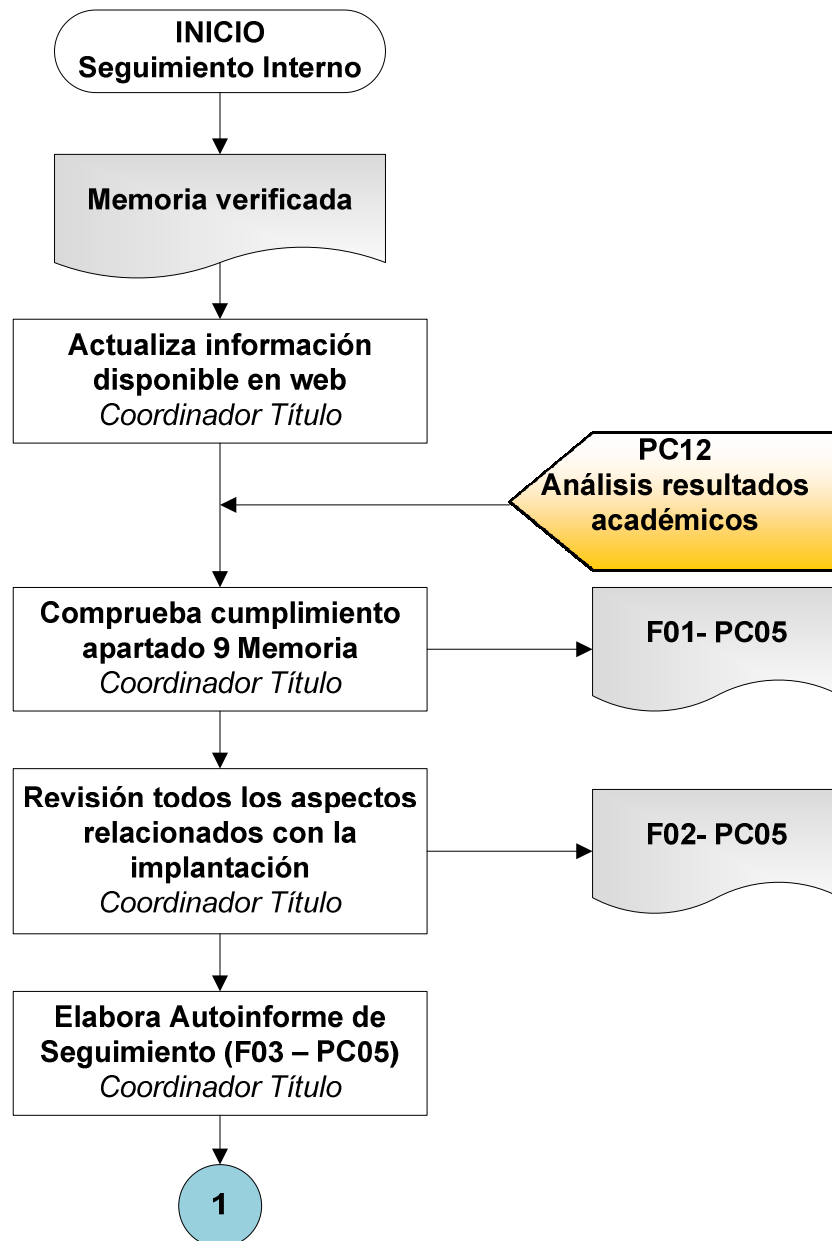 INICIO
Seguimiento Interno
Memoria verificada
Actualiza información
disponible en web
Coordinador Título
PC12
Análisis resultados
académicos
Comprueba cumplimiento
apartado 9 Memoria
Coordinador Título
F01- PC05
Revisión todos los aspectos
relacionados con la
implantación
Coordinador Título
F02- PC05
Elabora Autoinforme de
Seguimiento (F03 – PC05)
Coordinador Título
1